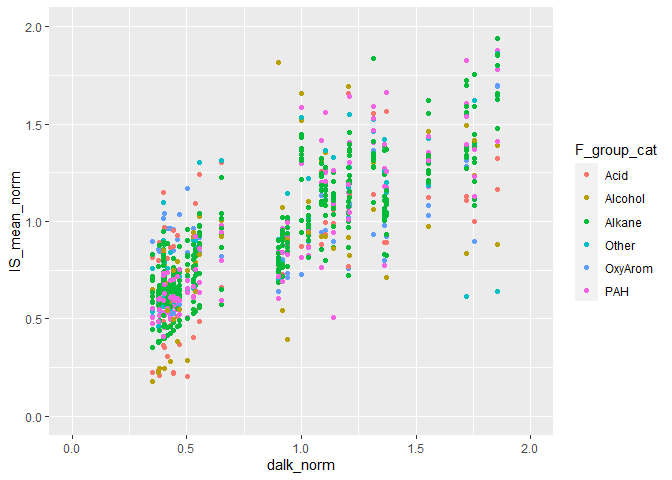 2.0
1.5
1.0
0.5
0.0
IS_mean_norm
0.0 0.5 1.0 1.5 2.0
dalk_norm
F_group_cat
Acid
Alcohol
Alkane
Other
OxyArom
PAH